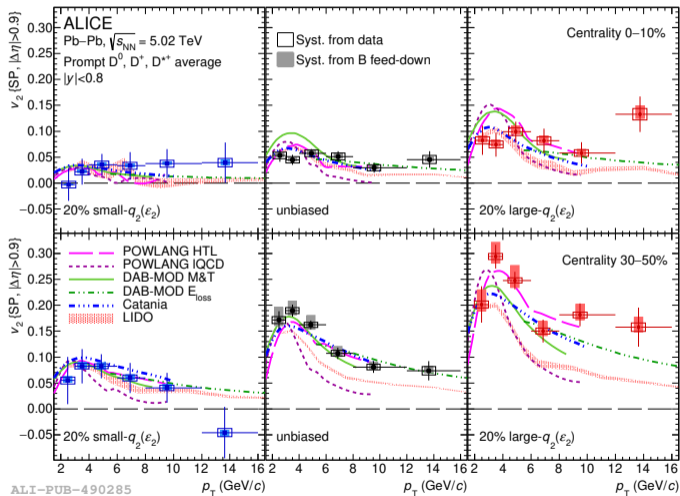 ALICE
Pb−Pb, √s_NN = 5.02 TeV
Prompt D⁰, D⁺, D*⁺ average
|y|<0.8
Syst. from data
Syst. from B feed-down
Centrality 0−10%
v₂ {SP, |Δη|>0.9}
0.30
0.25
0.20
0.15
0.10
0.05
0.00
−0.05
20% small-q₂(ε₂)
unbiased
20% large-q₂(ε₂)
POWLANG HTL
POWLANG lQCD
DAB-MOD M&T
DAB-MOD E_loss
Catania
LIDO
Centrality 30−50%
v₂ {SP, |Δη|>0.9}
0.30
0.25
0.20
0.15
0.10
0.05
0.00
−0.05
20% small-q₂(ε₂)
unbiased
20% large-q₂(ε₂)
2 4 6 8 10 12 14 16 2 4 6 8 10 12 14 16 2 4 6 8 10 12 14 16
p_T (GeV/c) p_T (GeV/c) p_T (GeV/c)
ALI-PUB-490285